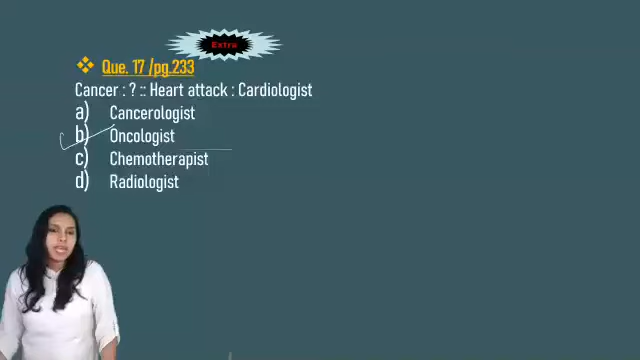 Extra
❖ Que. 17 /pg.233
Cancer : ? :: Heart attack : Cardiologist
a) Cancerologist
b) Oncologist
c) Chemotherapist
d) Radiologist